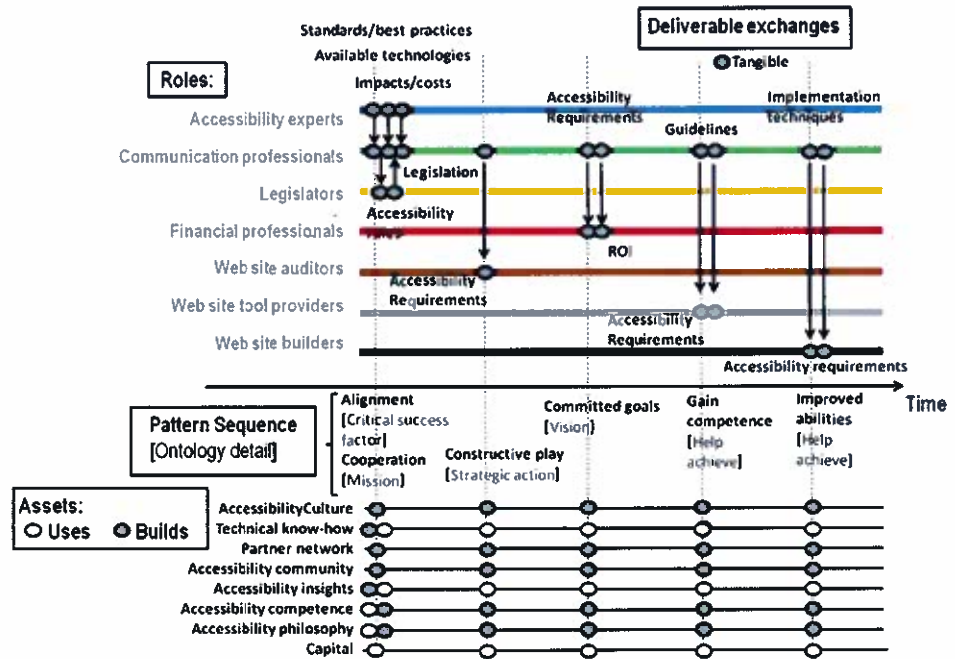 Standards/best practices
Deliverable exchanges
Available technologies
Tangible
Roles:
Impacts/costs
Accessibility
Requirements
Implementation
Techniques
Accessibility experts
Guidelines
Communication professionals
Legislation
Legislators
Accessibility
Financial professionals
ROI
Web site auditors
Accessibility
Requirements
Web site tool providers
Accessibility
Requirements
Web site builders
Accessibility requirements
Time
Pattern Sequence
[Ontology detail]
Alignment
[Critical success
factor]
Cooperation
[Mission]
Constructive play
[Strategic action]
Committed goals
[Vision]
Gain
competence
[Help
achieve]
Improved
abilities
[Help
achieve]
Assets:
Uses Builds
AccessibilityCulture
Technical know-how
Partner network
Accessibility community
Accessibility insights
Accessibility competence
Accessibility philosophy
Capital